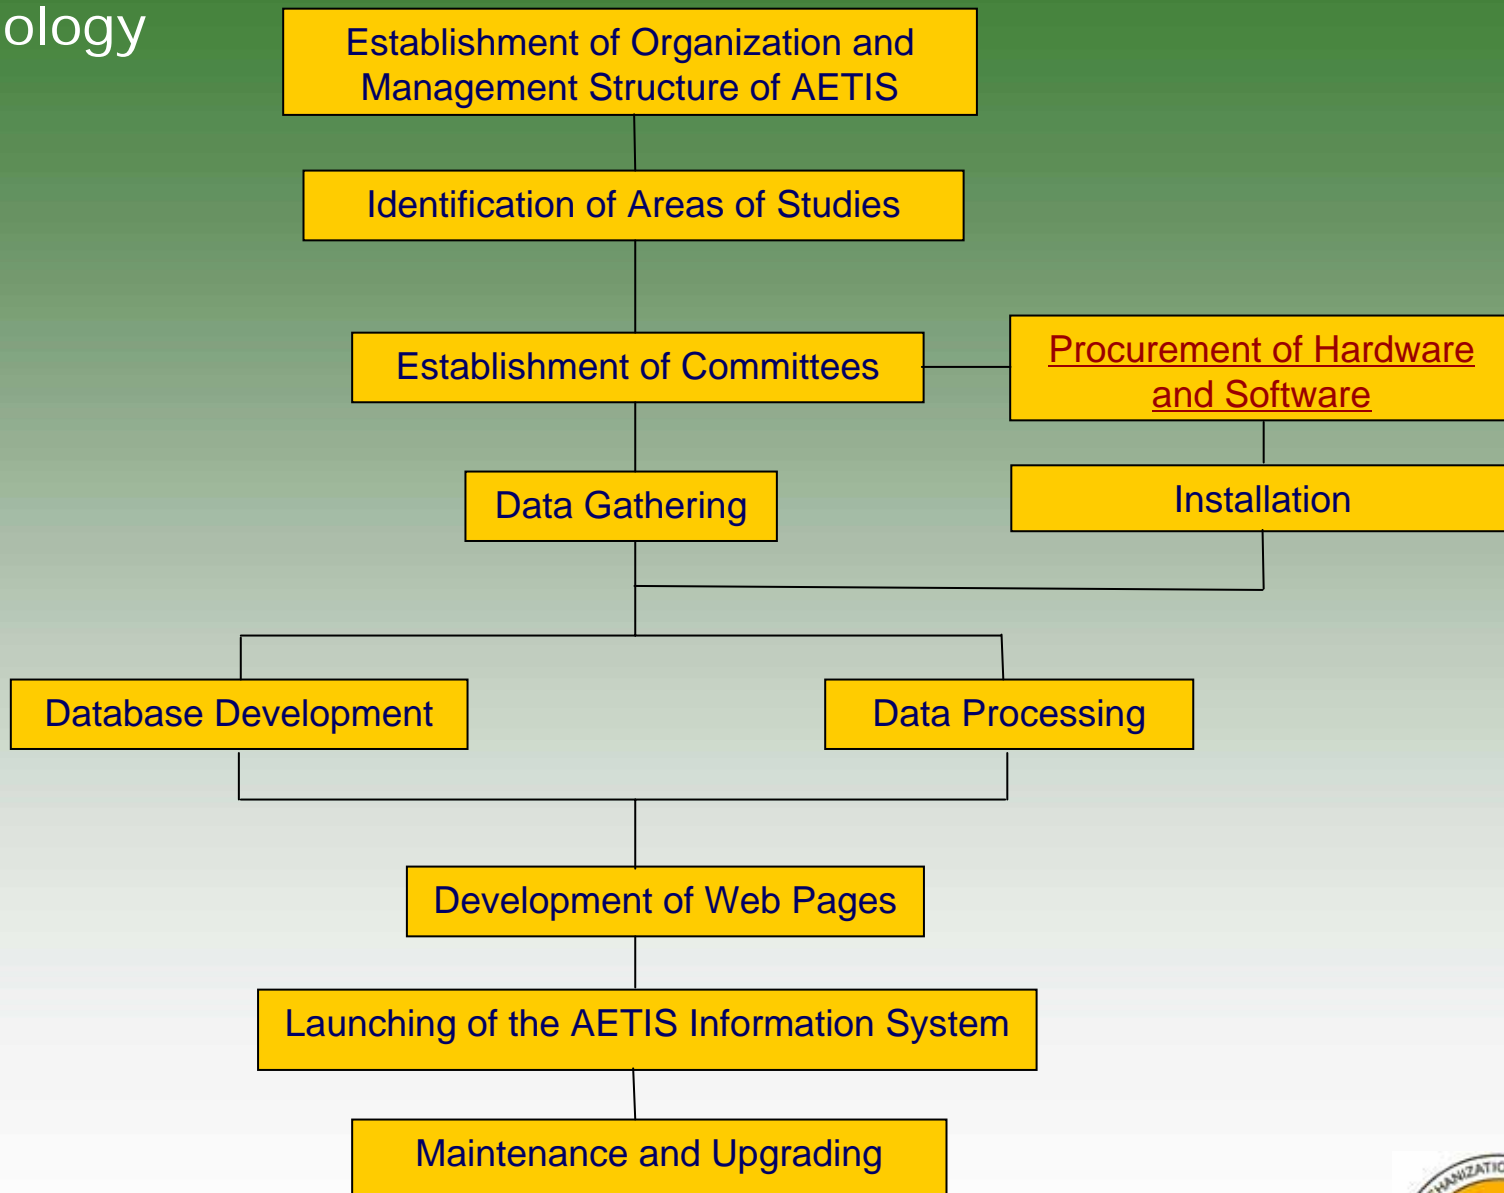 ology
Establishment of Organization and
Management Structure of AETIS
Identification of Areas of Studies
Establishment of Committees
Procurement of Hardware
and Software
Data Gathering
Installation
Database Development
Data Processing
Development of Web Pages
Launching of the AETIS Information System
Maintenance and Upgrading